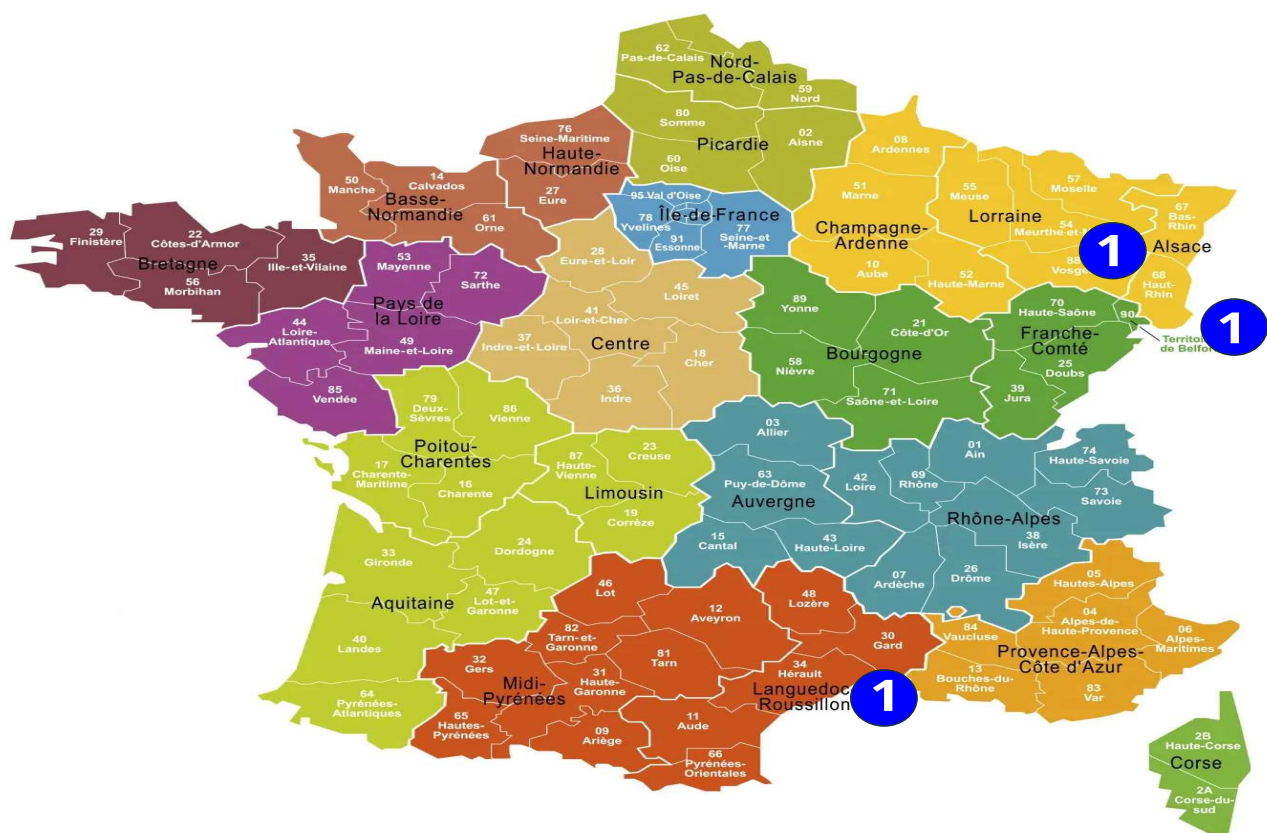 62
Pas-de-Calais
Nord-
Pas-de-Calais
59
Nord
80
Somme
Picardie
02
Aisne
60
Oise
76
Seine-Maritime
Haute-
Normandie
27
Eure
50
Manche
14
Calvados
Basse-
Normandie
61
Orne
95 Val d'Oise
Île-de-France
78
Yvelines
91
Essonne
77
Seine-et
-Marne
08
Ardennes
51
Marne
Champagne-
Ardenne
10
Aube
52
Haute-Marne
55
Meuse
57
Moselle
Lorraine
54
Meurthe-et-M
88
Vosge
67
Bas-
Rhin
Alsace
68
Haut-
Rhin
1
1
29
Finistère
22
Côtes-d'Armor
Bretagne
56
Morbihan
35
Ille-et-Vilaine
53
Mayenne
72
Sarthe
Pays de
la Loire
44
Loire-
Atlantique
49
Maine-et-Loire
85
Vendée
28
Eure-et-Loir
45
Loiret
41
Loir-et-Cher
37
Indre-et-Loire
Centre
18
Cher
36
Indre
89
Yonne
21
Côte-d'Or
Bourgogne
58
Nièvre
71
Saône-et-Loire
70
Haute-Saône
90
Territoi
de Belfor
Franche-
Comté
25
Doubs
39
Jura
79
Deux-
Sèvres
86
Vienne
Poitou-
Charentes
17
Charente-
Maritime
16
Charente
23
Creuse
87
Haute-
Vienne
Limousin
19
Corrèze
03
Allier
63
Puy-de-Dôme
Auvergne
15
Cantal
43
Haute-Loire
42
Loire
69
Rhône
01
Ain
74
Haute-Savoie
73
Savoie
Rhône-Alpes
38
Isère
07
Ardèche
26
Drôme
33
Gironde
24
Dordogne
Aquitaine
47
Lot-et-
Garonne
40
Landes
64
Pyrénées-
Atlantiques
46
Lot
12
Aveyron
82
Tarn-et-
Garonne
32
Gers
Midi-
Pyrénées
31
Haute-
Garonne
81
Tarn
65
Hautes-
Pyrénées
09
Ariège
48
Lozère
30
Gard
34
Hérault
Languedoc
Roussillon
1
11
Aude
66
Pyrénées-
Orientales
05
Hautes-Alpes
04
Alpes-de-
Haute-Provence
06
Alpes-
Maritimes
84
Vaucluse
Provence-Alpes-
Côte d'Azur
13
Bouches-du-
Rhône
83
Var
2B
Haute-Corse
Corse
2A
Corse-du-
sud